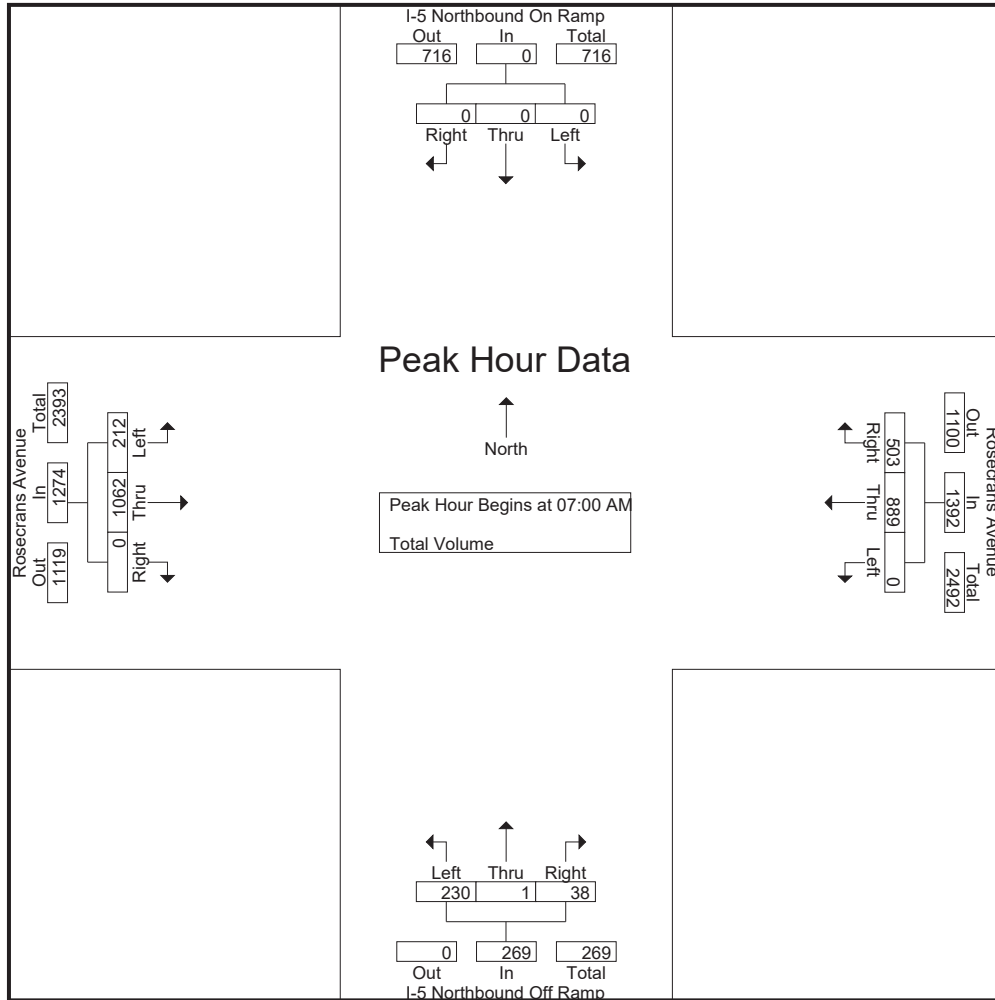 I-5 Northbound On Ramp
Out In Total
716 0 716
0 0 0
Right Thru Left
Peak Hour Data
North
Peak Hour Begins at 07:00 AM
Total Volume
Rosecrans Avenue
Out In Total
1119 1274 2393
0 1062 212
Right Thru Left
Rosecrans Avenue
Out In Total
1100 1392 2492
503 889 0
Right Thru Left
Left Thru Right
230 1 38
0 269 269
Out In Total
I-5 Northbound Off Ramp